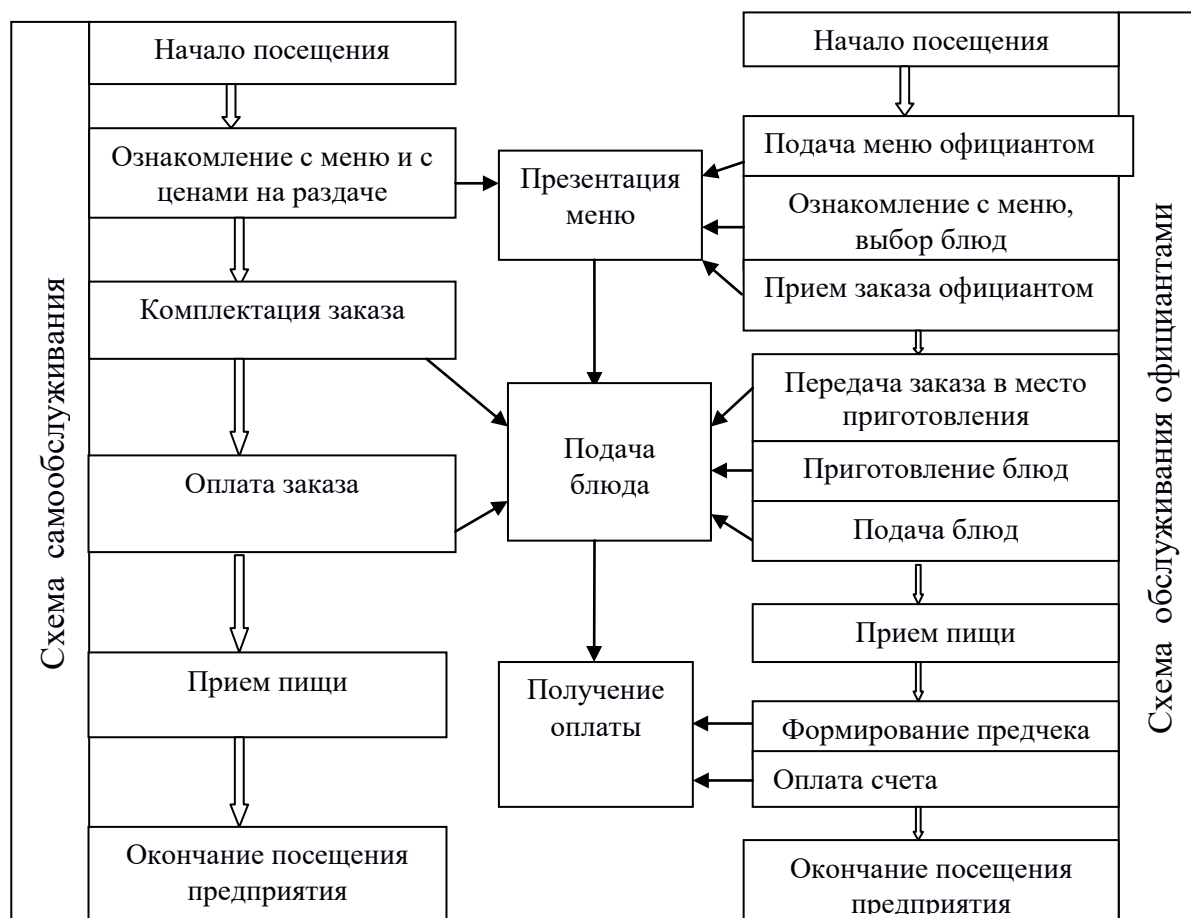 Схема самообслуживания
Начало посещения
Ознакомление с меню и с
ценами на раздаче
Комплектация заказа
Оплата заказа
Прием пищи
Окончание посещения
предприятия
Презентация
меню
Подача
блюда
Получение
оплаты
Начало посещения
Подача меню официантом
Ознакомление с меню,
выбор блюд
Прием заказа официантом
Передача заказа в место
приготовления
Приготовление блюд
Подача блюд
Прием пищи
Формирование предчека
Оплата счета
Окончание посещения
предприятия
Схема обслуживания официантами